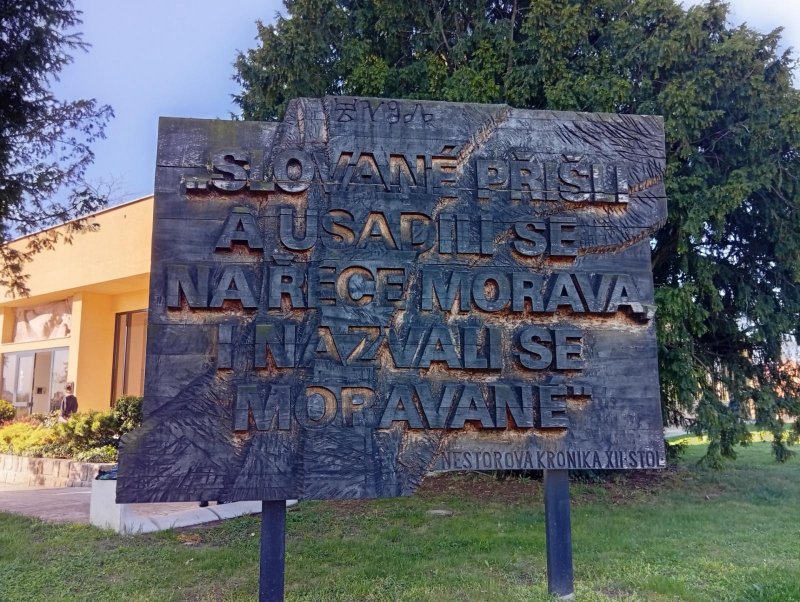 „SLOVANÉ PŘIŠLI
A USADILI SE
NA ŘECE MORAVA,
I NAZVALI SE
MORAVANÉ"
NESTOROVA KRONIKA XII. STOL.